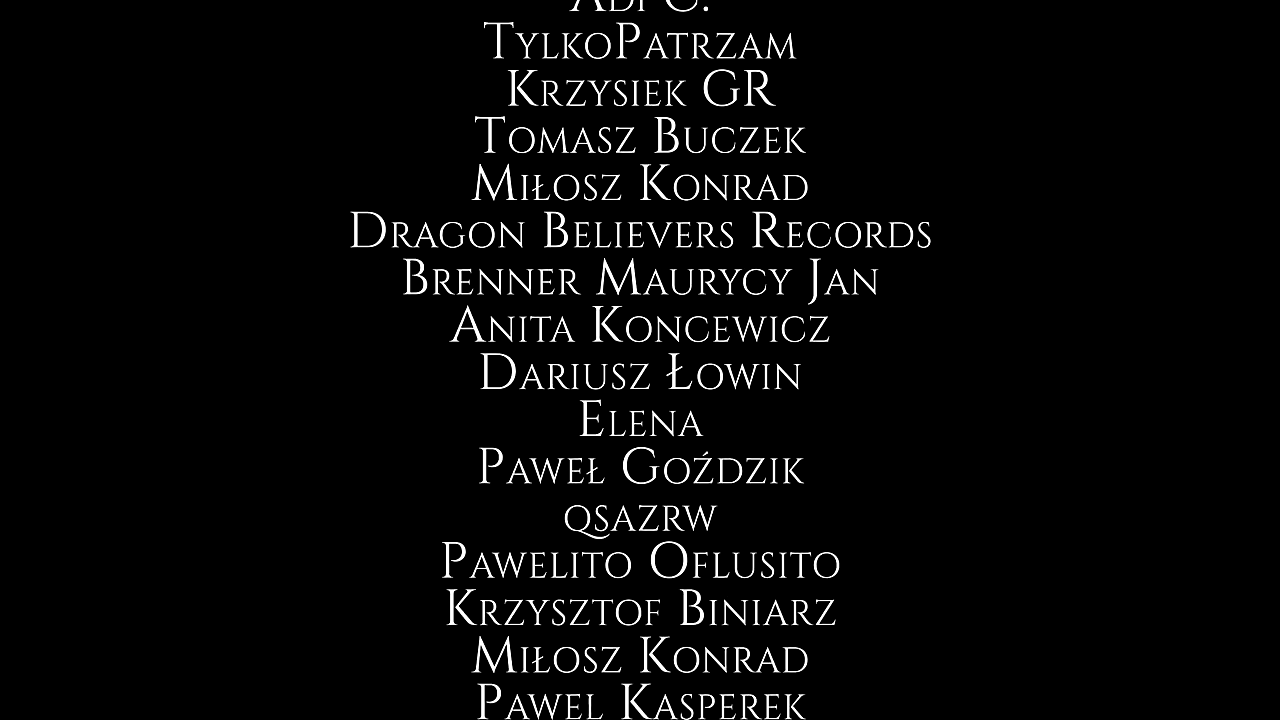 TylkoPatrzam
Krzysiek GR
Tomasz Buczek
Miłosz Konrad
Dragon Believers Records
Brenner Maurycy Jan
Anita Koncewicz
Dariusz Łowin
Elena
Paweł Goździk
qsazrw
Pawelito Oflusito
Krzysztof Biniarz
Miłosz Konrad
Pawel Kasperek